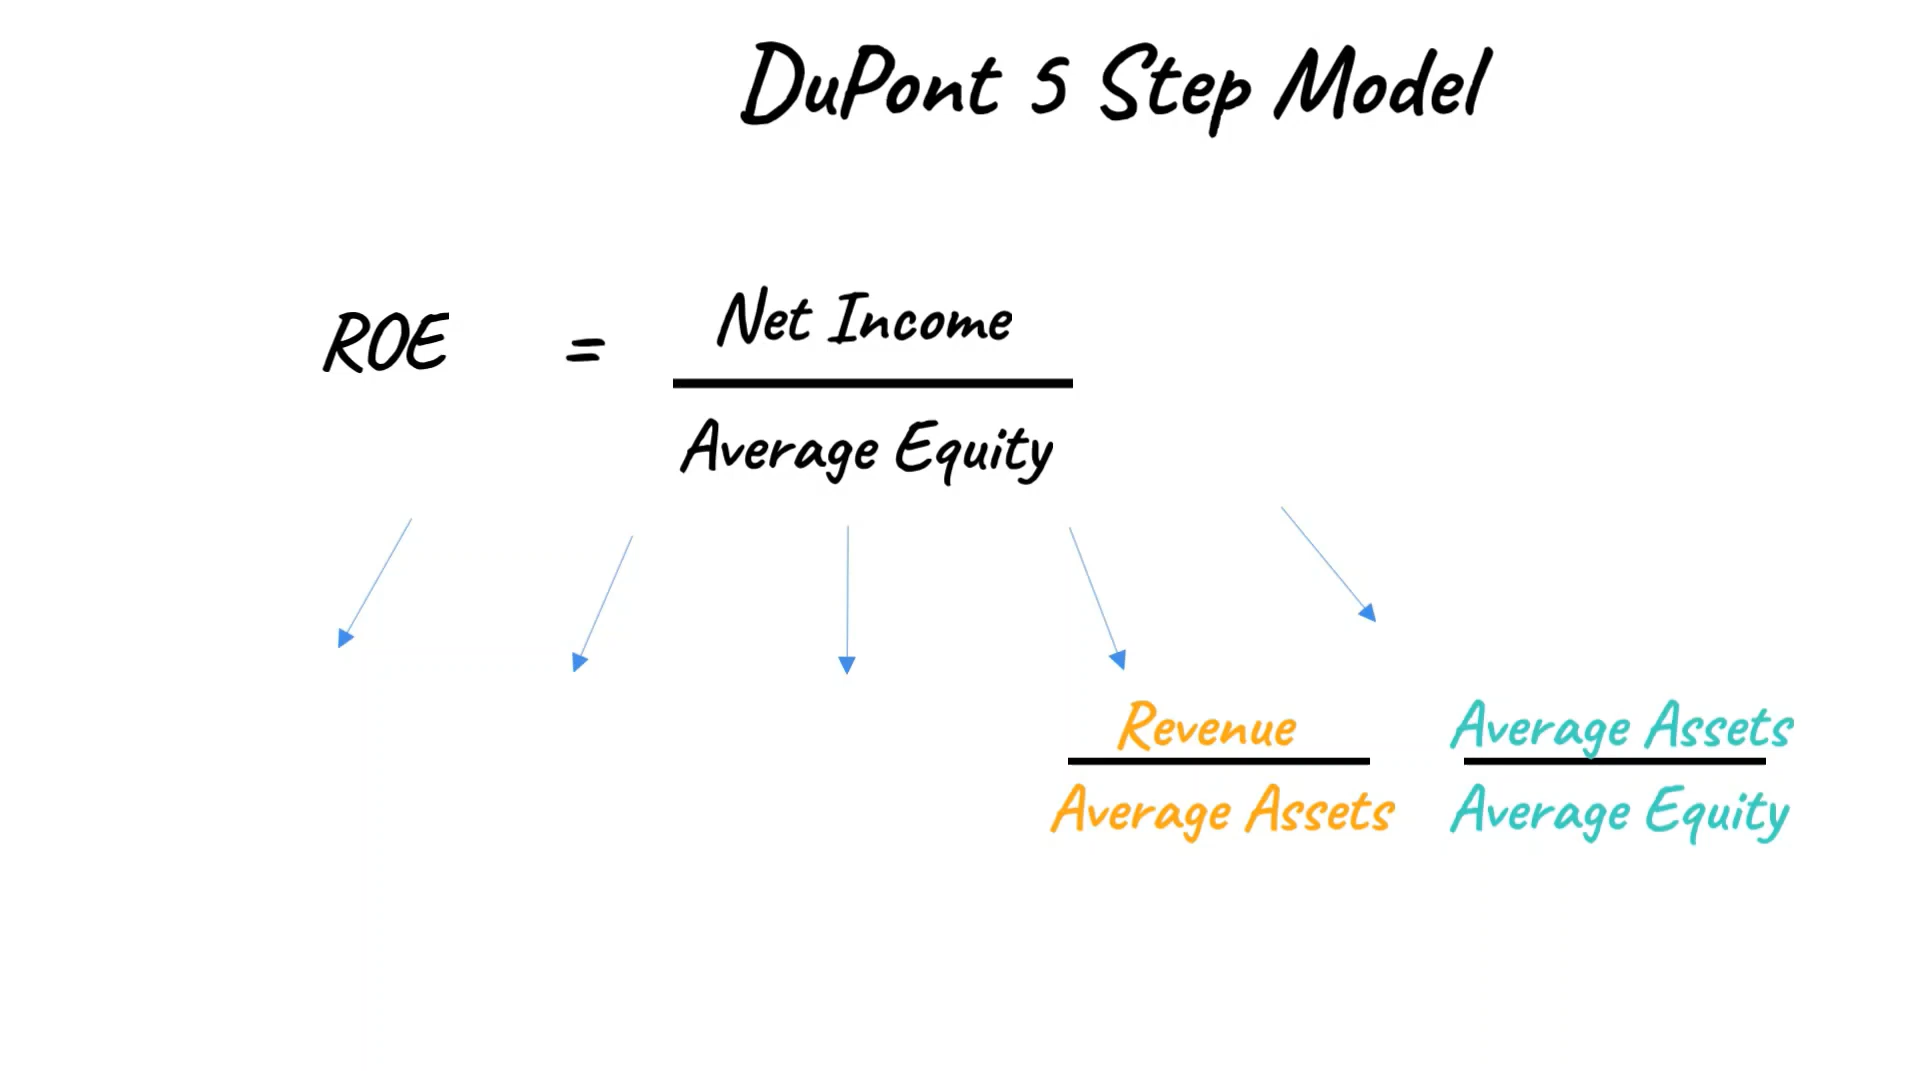 DuPont 5 Step Model
ROE = Net Income
Average Equity
Revenue
Average Assets
Average Assets
Average Equity